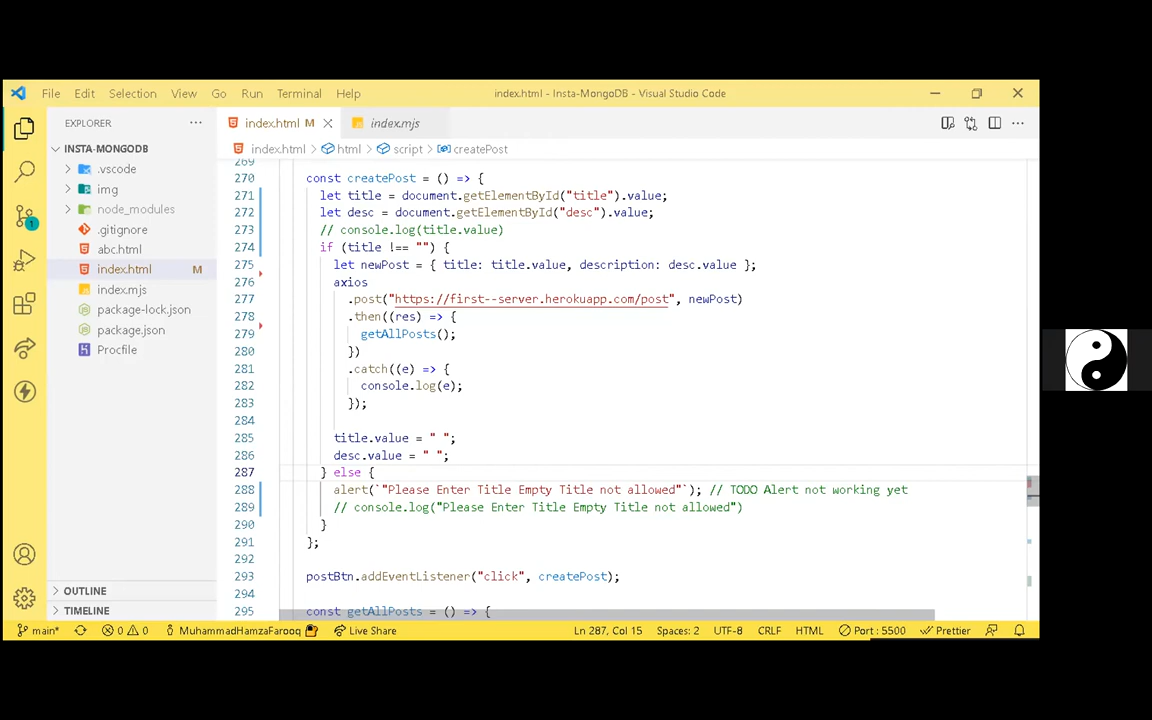 File Edit Selection View Go Run Terminal Help index.html - Insta-MongoDB - Visual Studio Code
EXPLORER
INSTA-MONGODB
.vscode
img
node_modules
.gitignore
abc.html
index.html M
index.mjs
package-lock.json
package.json
Procfile
OUTLINE
TIMELINE
1
index.html M index.mjs
index.html > html > script > createPost
269
270 const createPost = () => {
271 let title = document.getElementById("title").value;
272 let desc = document.getElementById("desc").value;
273 // console.log(title.value)
274 if (title !== "") {
275 let newPost = { title: title.value, description: desc.value };
276 axios
277 .post("https://first--server.herokuapp.com/post", newPost)
278 .then((res) => {
279 getAllPosts();
280 })
281 .catch((e) => {
282 console.log(e);
283 });
284
285 title.value = " ";
286 desc.value = " ";
287 } else {
288 alert(`"Please Enter Title Empty Title not allowed"`); // TODO Alert not working yet
289 // console.log("Please Enter Title Empty Title not allowed")
290 }
291 };
292
293 postBtn.addEventListener("click", createPost);
294
295 const getAllPosts = () => {
main* 0 0 MuhammadHamzaFarooq Live Share Ln 287, Col 15 Spaces: 2 UTF-8 CRLF HTML Port : 5500 Prettier